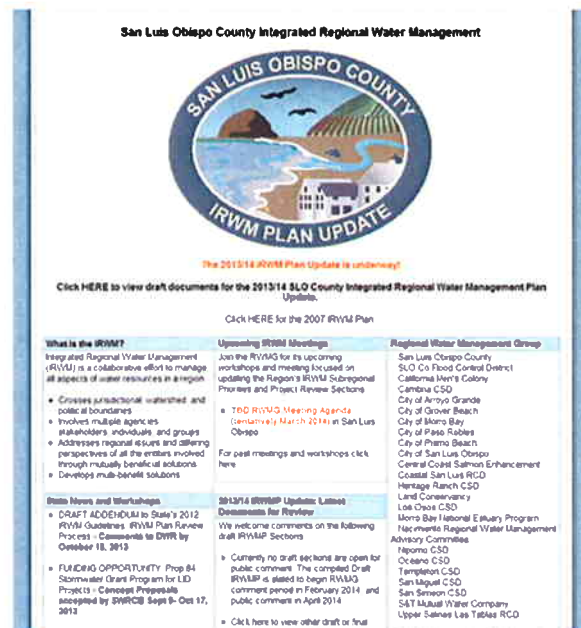 San Luis Obispo County Integrated Regional Water Management
SAN LUIS OBISPO COUNTY
IRWM PLAN UPDATE
The 2013/14 IRWM Plan Update is underway!
Click HERE to view draft documents for the 2013/14 SLO County Integrated Regional Water Management Plan
Update.
Click HERE for the 2007 IRWM Plan
What is the IRWM?
Integrated Regional Water Management
(IRWM) is a collaborative effort to manage
all aspects of water resources in a region
Crosses jurisdictional watershed and
political boundaries
Involves multiple agencies
stakeholders individuals and groups
Addresses regional issues and differing
perspectives of all the entities involved
through mutually beneficial solutions
Develops multi-benefit solutions
State News and Workshops
DRAFT ADDENDUM to State's 2012
IRWM Guidelines IRWM Plan Review
Process - Comments to DWR by
October 18, 2013
FUNDING OPPORTUNITY Prop 84
Stormwater Grant Program for LID
Projects - Concept Proposals
accepted by SWRCB Sept 9- Oct 17,
2013
Upcoming IRWM Meetings
Join the RWMG for its upcoming
workshops and meeting focused on
updating the Region's IRWM Subregional
Priorities and Project Review Sections
TBD RWMG Meeting Agenda
(tentatively March 2014) in San Luis
Obispo
For past meetings and workshops click
here
2013/14 IRWMP Update: Latest
Documents for Review
We welcome comments on the following
draft IRWMP Sections
Currently no draft sections are open for
public comment. The compiled Draft
IRWMP is slated to begin RWMG
comment period in February 2014 and
public comment in April 2014
Click here to view other draft or final
Regional Water Management Group
San Luis Obispo County
SLO Co Flood Control District
California Men's Colony
Cambria CSD
City of Arroyo Grande
City of Grover Beach
City of Morro Bay
City of Paso Robles
City of Pismo Beach
City of San Luis Obispo
Central Coast Salmon Enhancement
Coastal San Luis RCD
Heritage Ranch CSD
Land Conservancy
Los Osos CSD
Morro Bay National Estuary Program
Nacimiento Regional Water Management
Advisory Committee
Nipomo CSD
Oceano CSD
Templeton CSD
San Miguel CSD
San Simeon CSD
S&T Mutual Water Company
Upper Salinas Las Tablas RCD